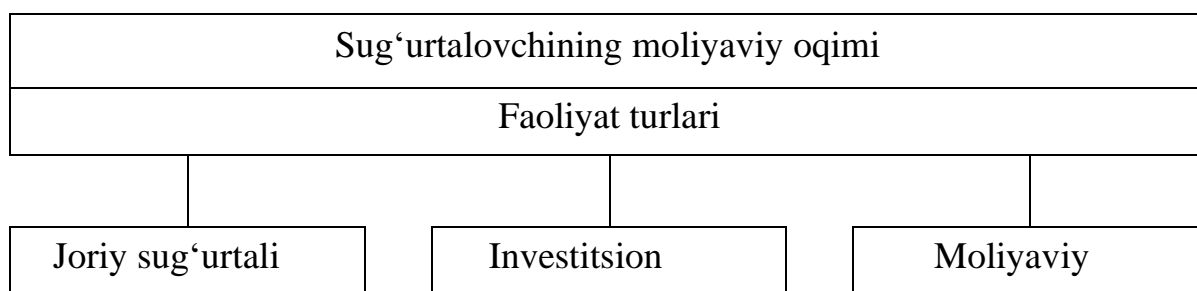 Sug‘urtalovchining moliyaviy oqimi
Faoliyat turlari
Joriy sug‘urtali
Investitsion
Moliyaviy